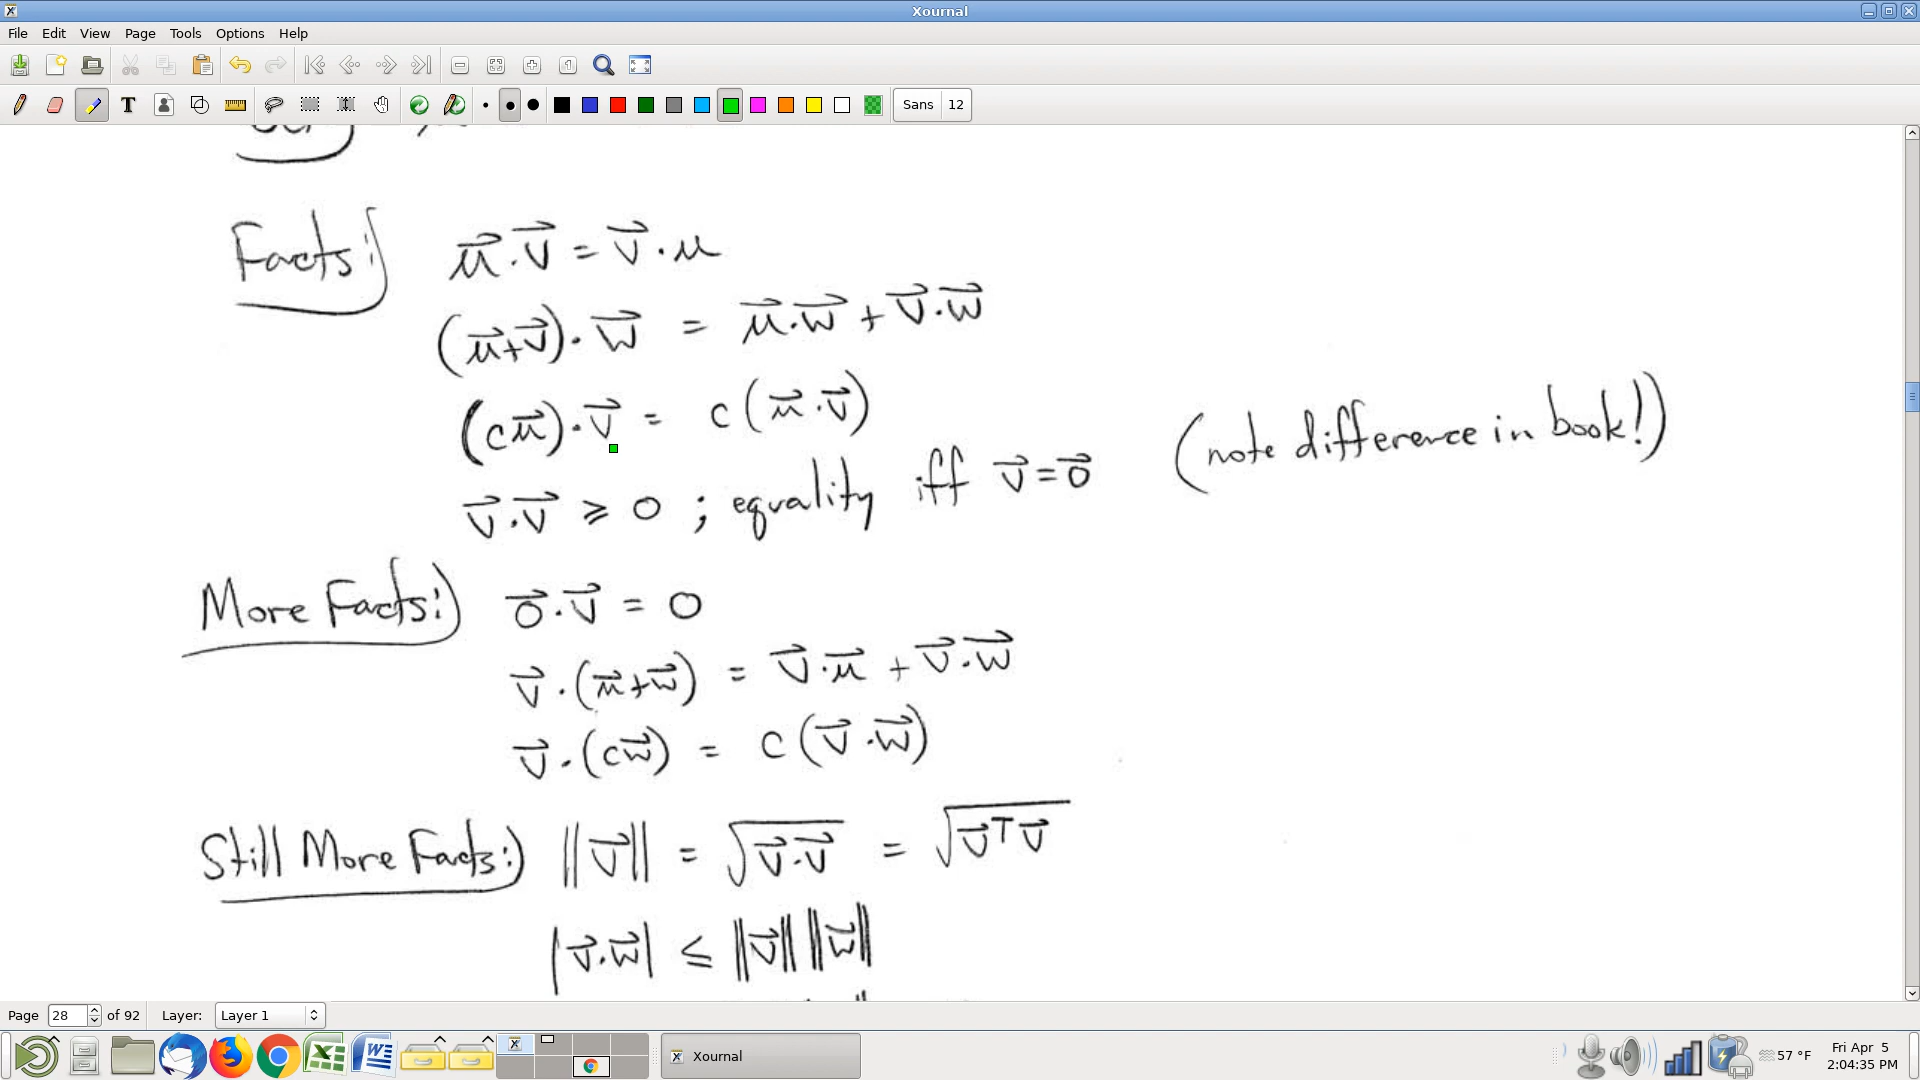 Xournal
File Edit View Page Tools Options Help
Sans 12
Facts:
μ⃗·v⃗ = v⃗·μ
(μ⃗+v⃗)·w⃗ = μ⃗·w⃗ + v⃗·w⃗
(cμ⃗)·v⃗ = c(μ⃗·v⃗)
(note difference in book!)
v⃗·v⃗ ⩾ 0 ; equality iff v⃗=0⃗
More Facts: 0⃗·v⃗ = 0
v⃗·(μ⃗+w⃗) = v⃗·μ⃗ + v⃗·w⃗
v⃗·(cw⃗) = c(v⃗·w⃗)
Still More Facts: ‖v⃗‖ = √(v⃗·v⃗) = √(v⃗ᵀv⃗)
|v⃗·w⃗| ≤ ‖v⃗‖ ‖w⃗‖
Page 28 of 92 Layer: Layer 1
Xournal
57 °F
Fri Apr 5
2:04:35 PM